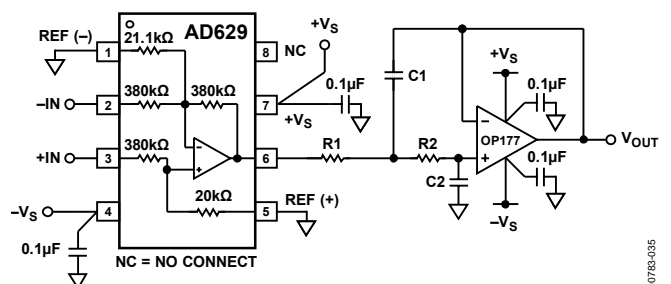 REF (–)
21.1kΩ
AD629
1
8
NC
+VS
–IN
2
380kΩ
380kΩ
7
+VS
0.1µF
+IN
3
380kΩ
–
+
6
–VS
4
20kΩ
5
REF (+)
0.1µF
NC = NO CONNECT
C1
R1
R2
C2
+VS
0.1µF
–
+
OP177
VOUT
0.1µF
–VS
0783-035